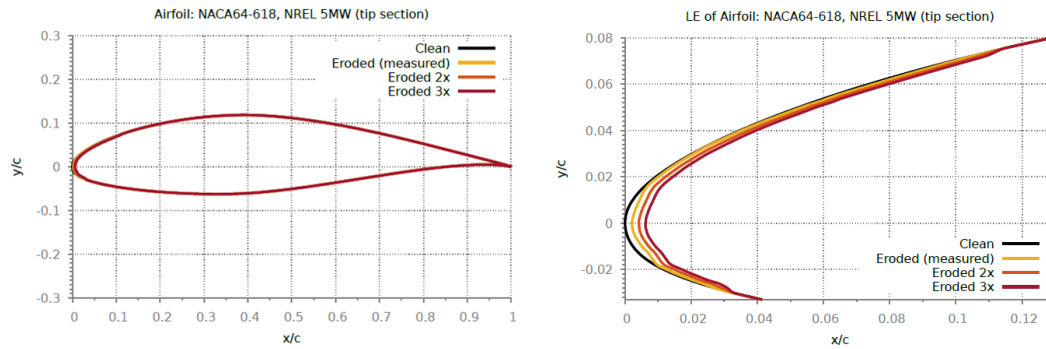 Airfoil: NACA64-618, NREL 5MW (tip section)
0.3
0.2
0.1
0
-0.1
-0.2
-0.3
y/c
0 0.1 0.2 0.3 0.4 0.5 0.6 0.7 0.8 0.9 1
x/c
Clean
Eroded (measured)
Eroded 2x
Eroded 3x
LE of Airfoil: NACA64-618, NREL 5MW (tip section)
0.08
0.06
0.04
0.02
0
-0.02
y/c
0 0.02 0.04 0.06 0.08 0.1 0.12
x/c
Clean
Eroded (measured)
Eroded 2x
Eroded 3x